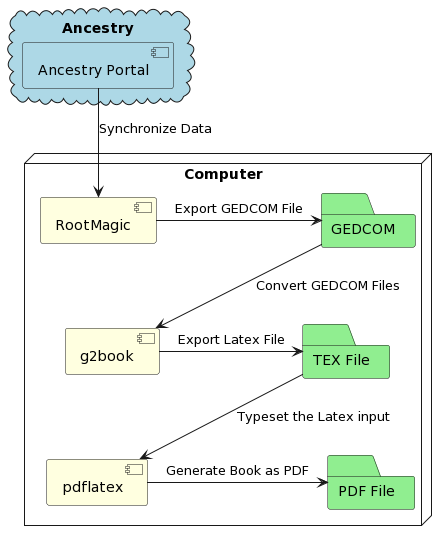 Ancestry
Ancestry Portal
Synchronize Data
Computer
RootMagic
Export GEDCOM File
GEDCOM
Convert GEDCOM Files
g2book
Export Latex File
TEX File
Typeset the Latex input
pdflatex
Generate Book as PDF
PDF File